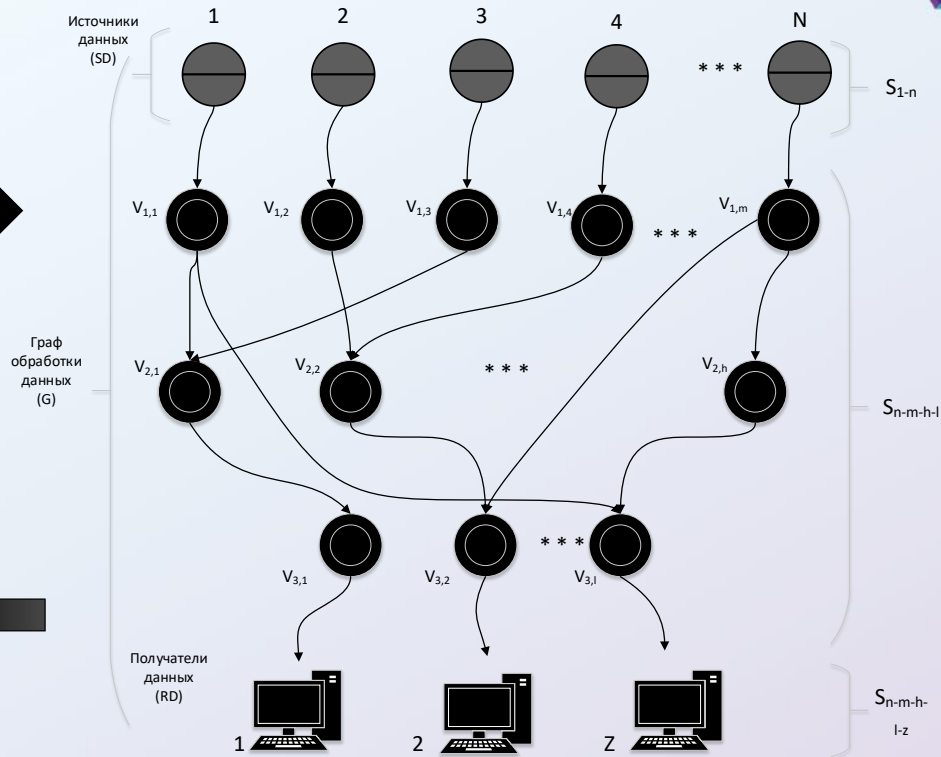 Источники
данных
(SD)
1 2 3 4 * * * N
S1-n
V1,1 V1,2 V1,3 V1,4 * * * V1,m
Граф
обработки
данных
(G)
V2,1 V2,2 * * * V2,h
Sn-m-h-l
V3,1 V3,2 * * * V3,l
Получатели
данных
(RD)
1 2 Z
Sn-m-h-
l-z